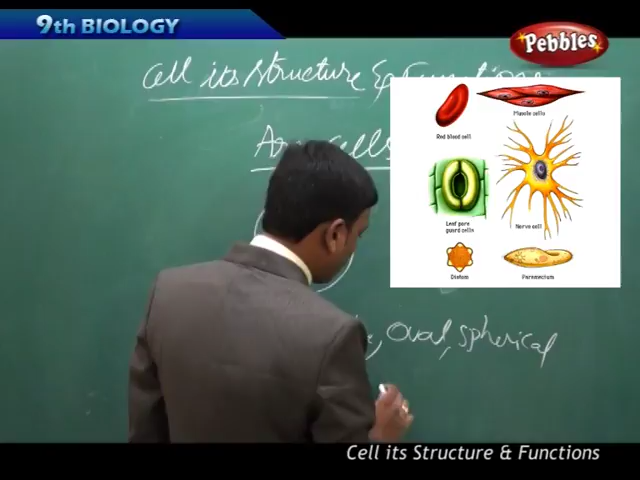 9th BIOLOGY
Pebbles
Cell its Structure & Functions
Red blood cell
Muscle cells
Leaf pore
guard cells
Nerve cell
Diatom
Paramecium
Oval, Spherical
Cell its Structure & Functions